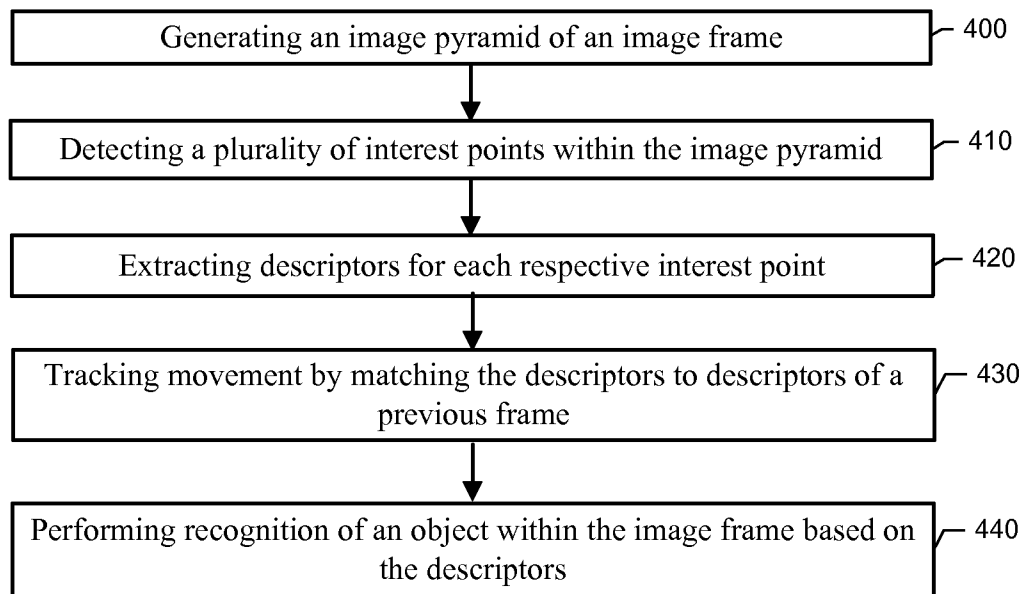 Generating an image pyramid of an image frame
400
Detecting a plurality of interest points within the image pyramid
410
Extracting descriptors for each respective interest point
420
Tracking movement by matching the descriptors to descriptors of a
previous frame
430
Performing recognition of an object within the image frame based on
the descriptors
440